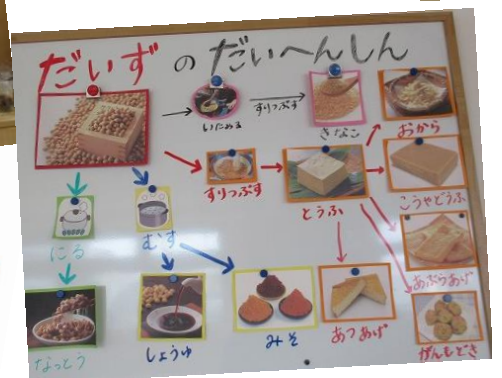 だいずのだいへんしん
いためる
すりつぶす
きなこ
おから
すりつぶす
とうふ
こうやどうふ
にる
むす
あぶらあげ
なっとう
しょうゆ
みそ
あつあげ
がんもどき